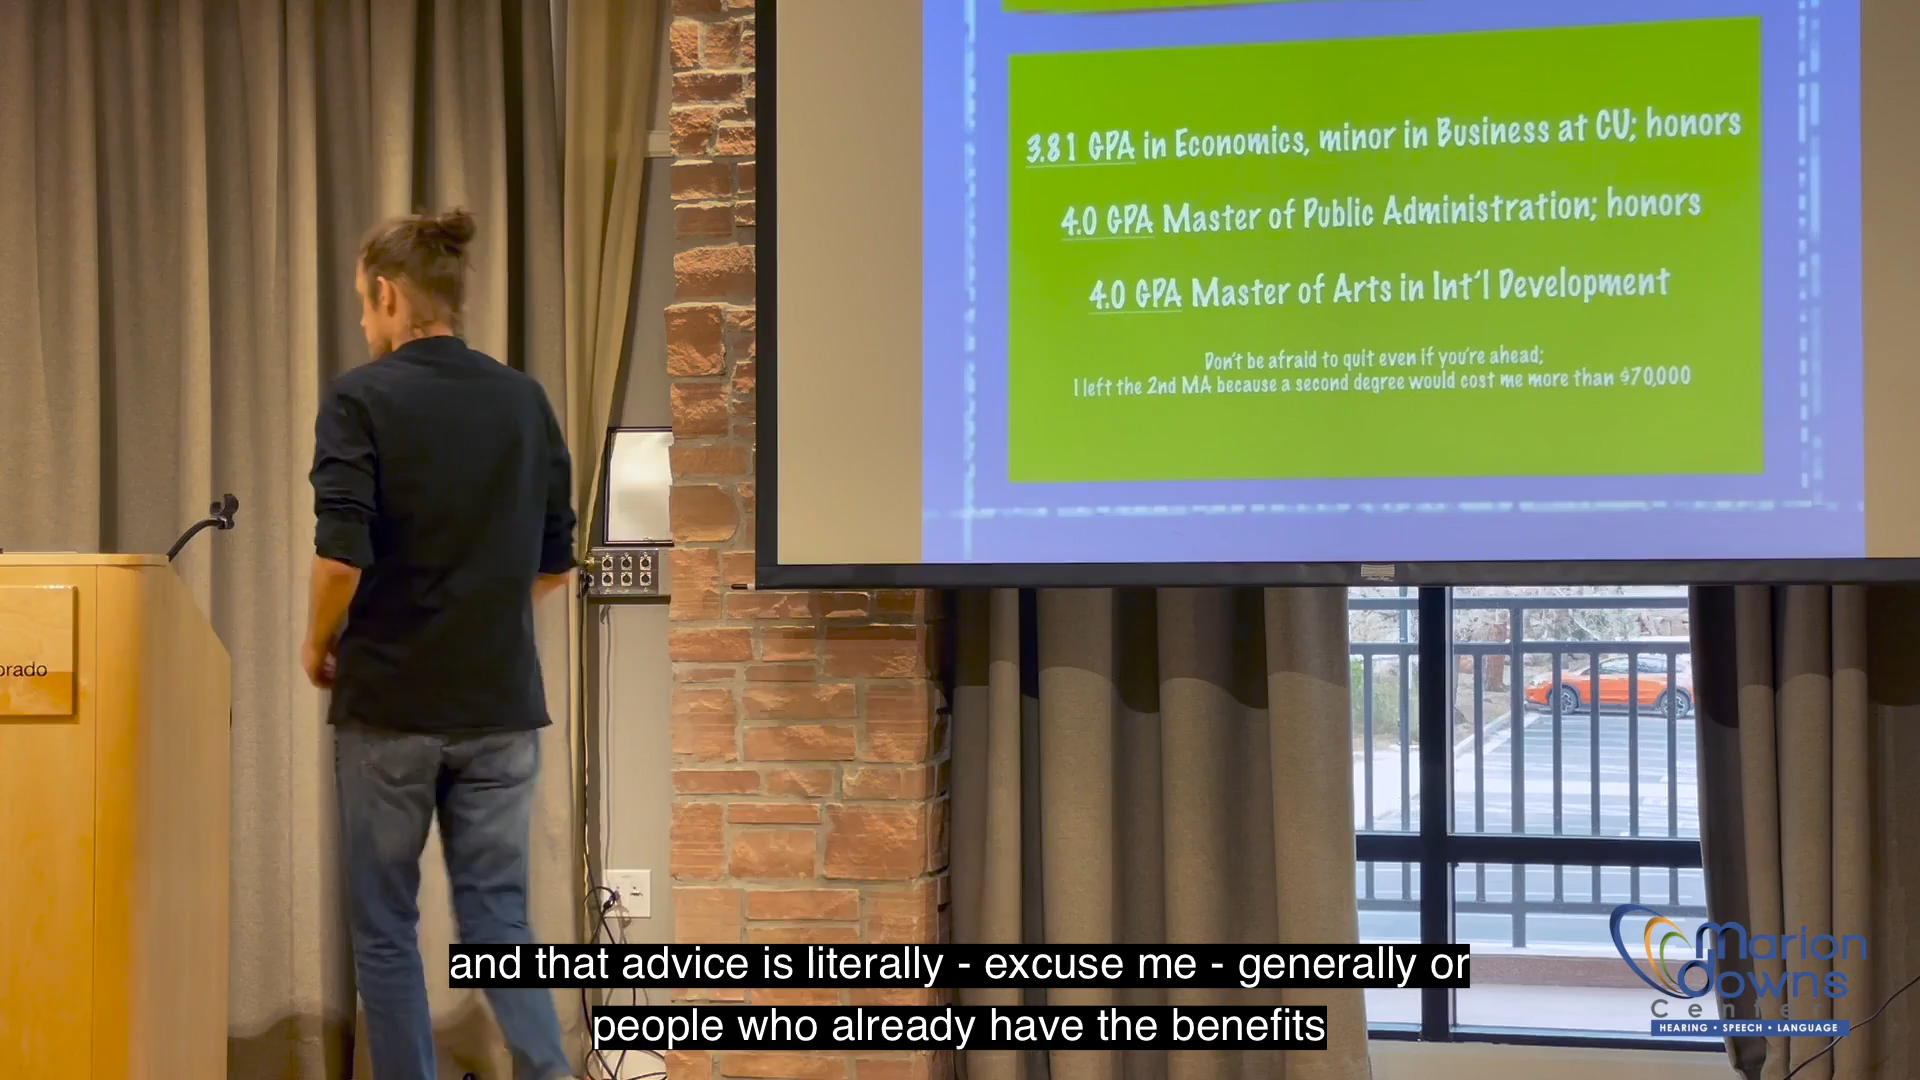 3.81 GPA in Economics, minor in Business at CU; honors
4.0 GPA Master of Public Administration; honors
4.0 GPA Master of Arts in Int'l Development
Don't be afraid to quit even if you're ahead;
I left the 2nd MA because a second degree would cost me more than $70,000
orado
and that advice is literally - excuse me - generally or
people who already have the benefits
marion
downs
Center
HEARING • SPEECH • LANGUAGE